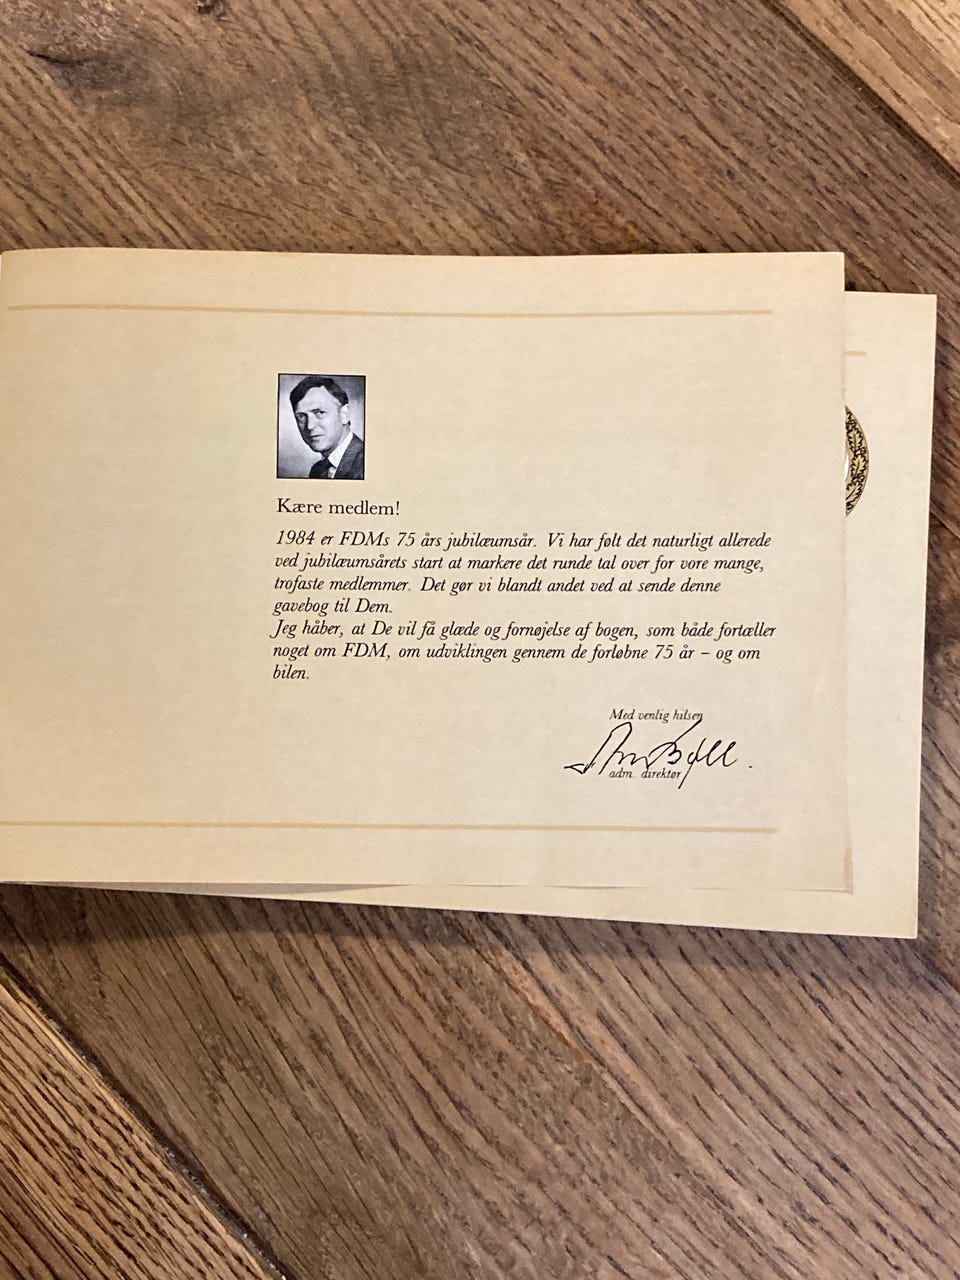 Kære medlem!
1984 er FDMs 75 års jubilæumsår. Vi har følt det naturligt allerede
ved jubilæumsårets start at markere det runde tal over for vore mange,
trofaste medlemmer. Det gør vi blandt andet ved at sende denne
gavebog til Dem.
Jeg håber, at De vil få glæde og fornøjelse af bogen, som både fortæller
noget om FDM, om udviklingen gennem de forløbne 75 år – og om
bilen.
Med venlig hilsen
adm. direktør